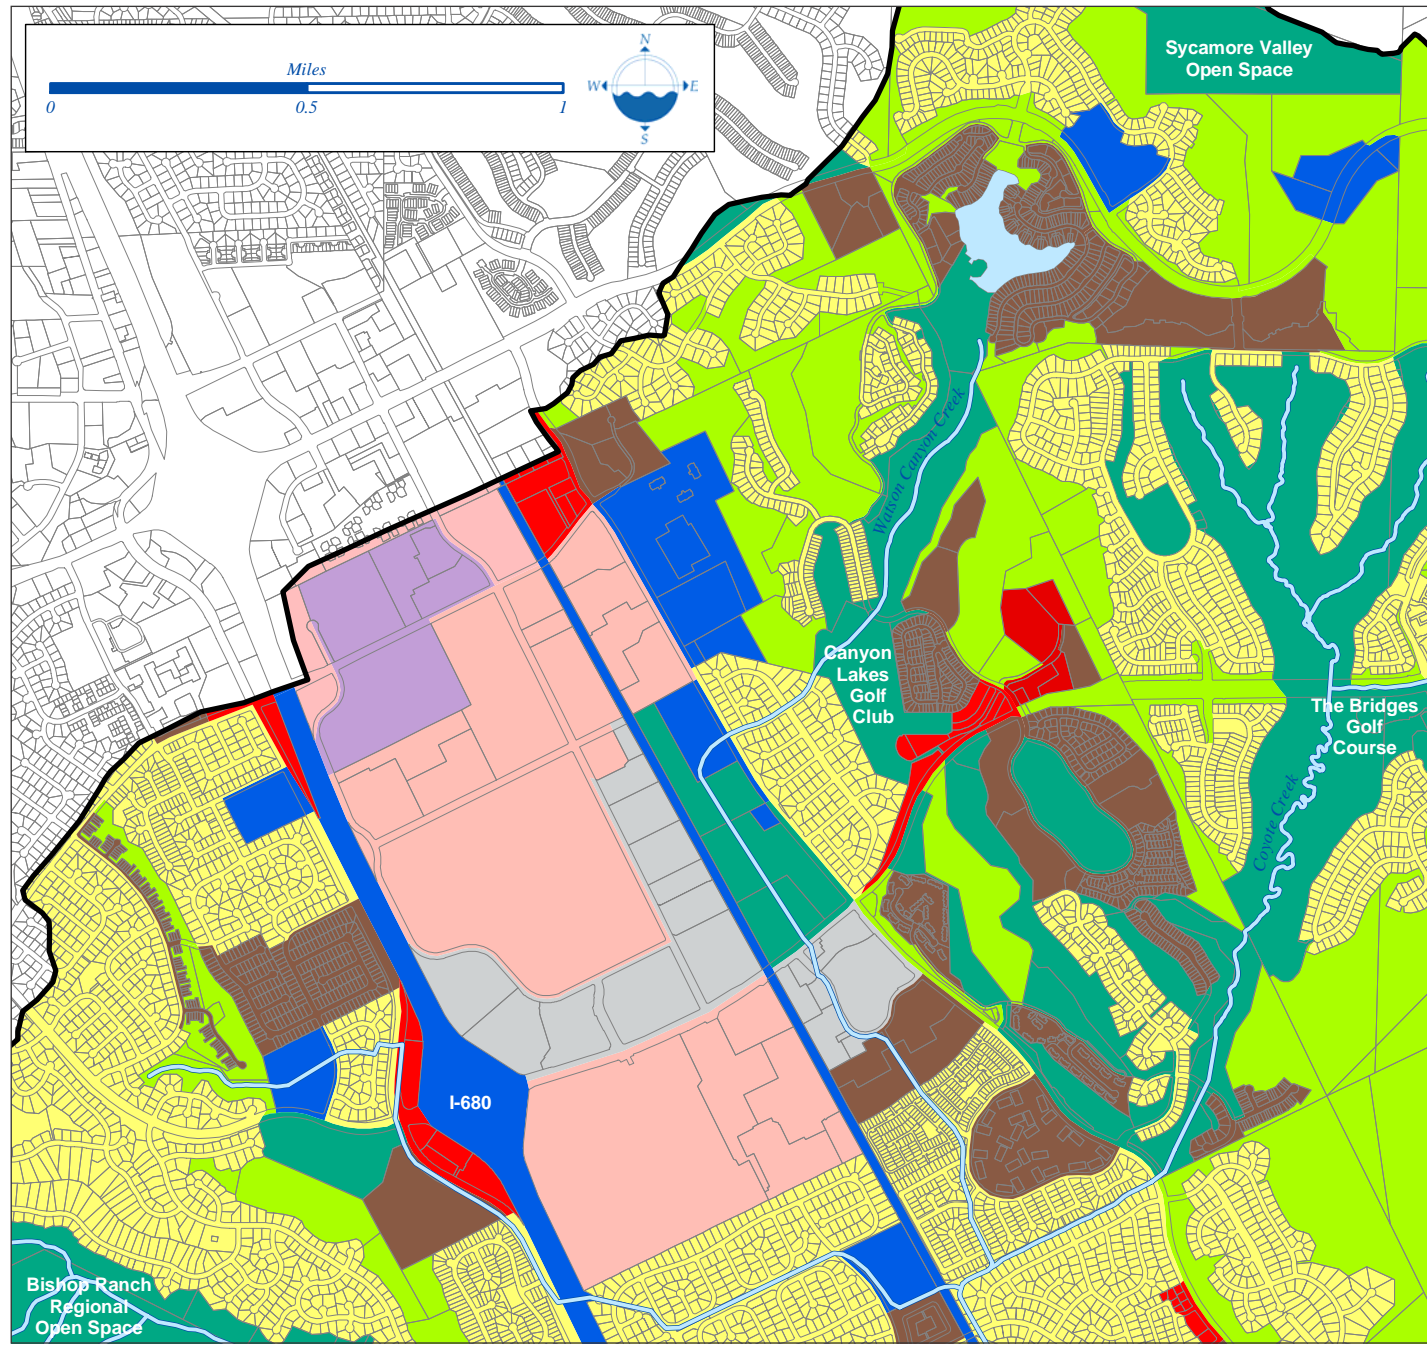 Miles
0 0.5 1
N
W E
S
Sycamore Valley
Open Space
Watson Canyon Creek
Canyon
Lakes
Golf
Club
The Bridges
Golf
Course
Coyote Creek
I-680
Bishop Ranch
Regional
Open Space